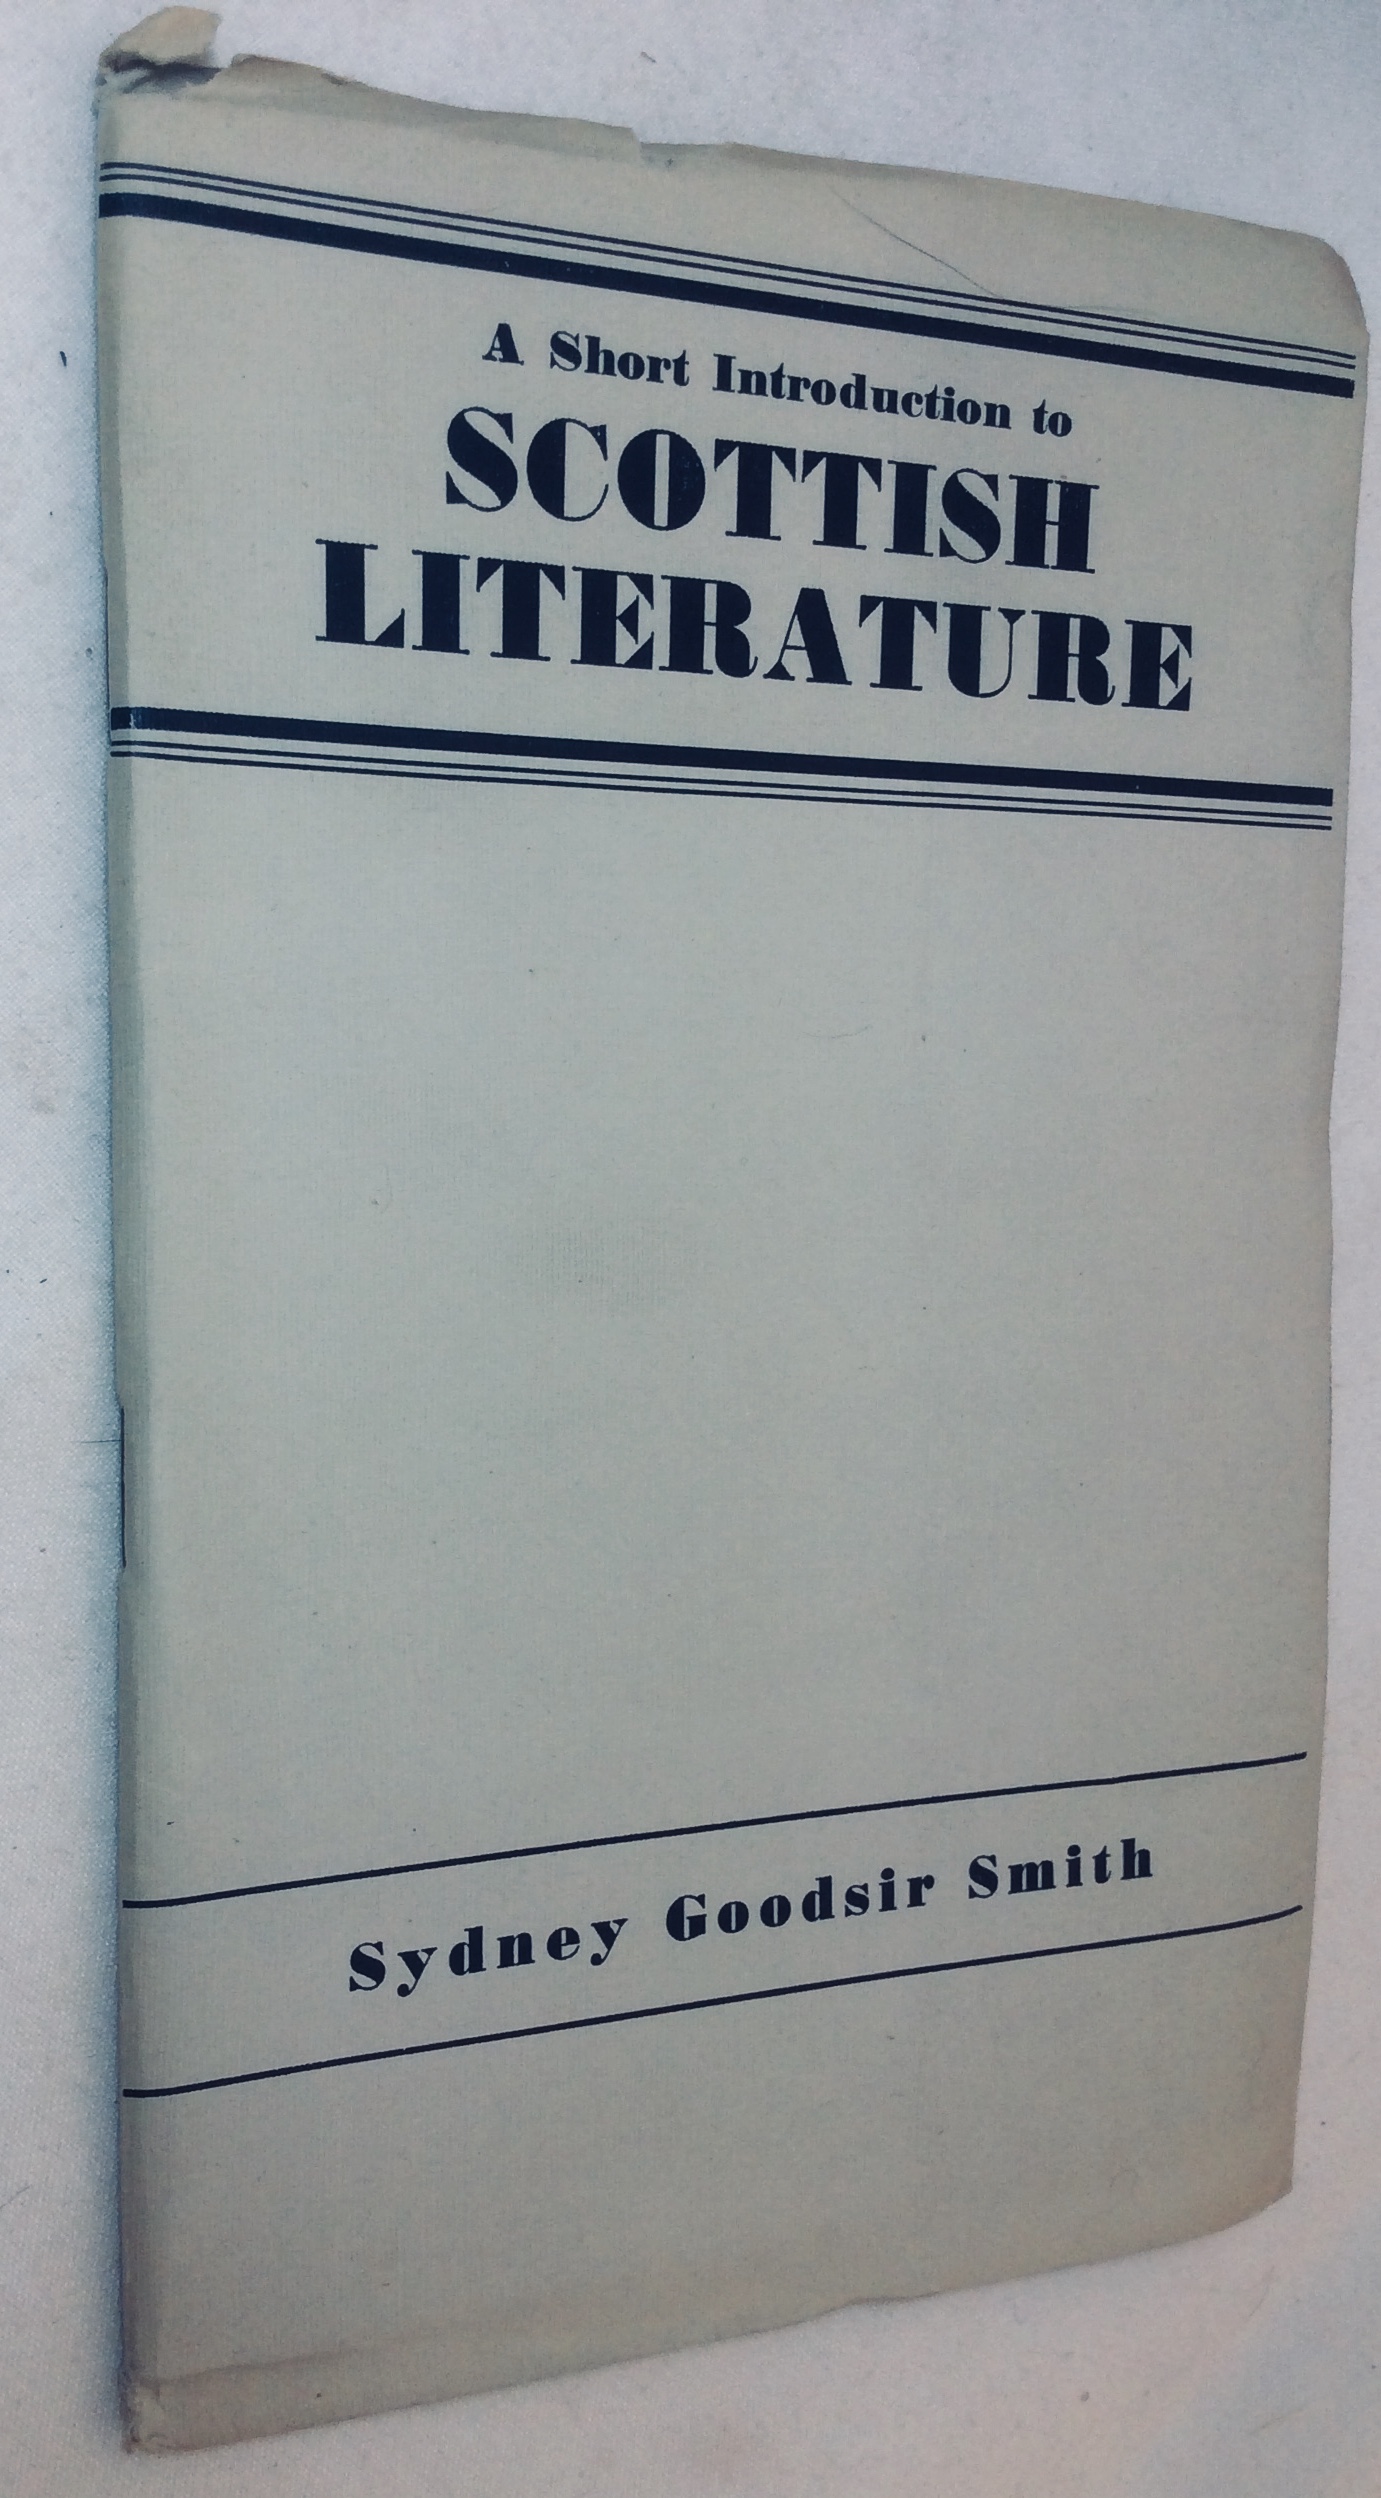 A Short Introduction to
SCOTTISH
LITERATURE
Sydney Goodsir Smith